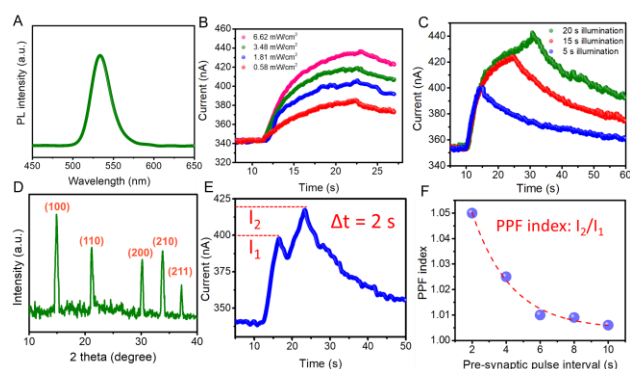 A
PL intensity (a.u.)
450 500 550 600 650
Wavelength (nm)
B
Current (nA)
440
420
400
380
360
340
6.62 mWcm²
3.48 mWcm²
1.81 mWcm²
0.58 mWcm²
10 15 20 25
Time (s)
C
Current (nA)
440
420
400
380
360
340
20 s illumination
15 s illumination
5 s illumination
10 20 30 40 50 60
Time (s)
D
Intensity (a.u.)
(100)
(110)
(200)
(210)
(211)
10 20 30 40
2 theta (degree)
E
Current (nA)
425
400
375
350
325
I₂
I₁
Δt = 2 s
10 20 30 40 50
Time (s)
F
PPF index
1.05
1.04
1.03
1.02
1.01
1.00
PPF index: I₂/I₁
2 4 6 8 10
Pre-synaptic pulse interval (s)